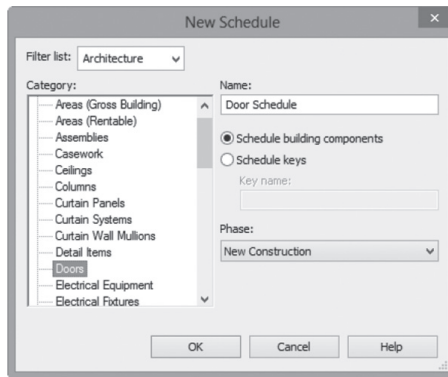 New Schedule
Filter list: Architecture
Category:
Areas (Gross Building)
Areas (Rentable)
Assemblies
Casework
Ceilings
Columns
Curtain Panels
Curtain Systems
Curtain Wall Mullions
Detail Items
Doors
Electrical Equipment
Electrical Fixtures
Name:
Door Schedule
Schedule building components
Schedule keys
Key name:
Phase:
New Construction
OK Cancel Help